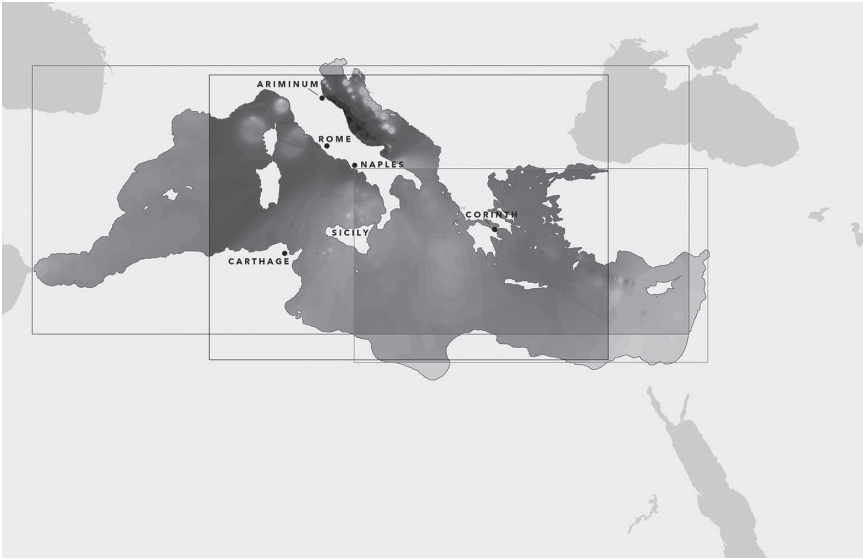 ARIMINUM
ROME
NAPLES
CORINTH
SICILY
CARTHAGE